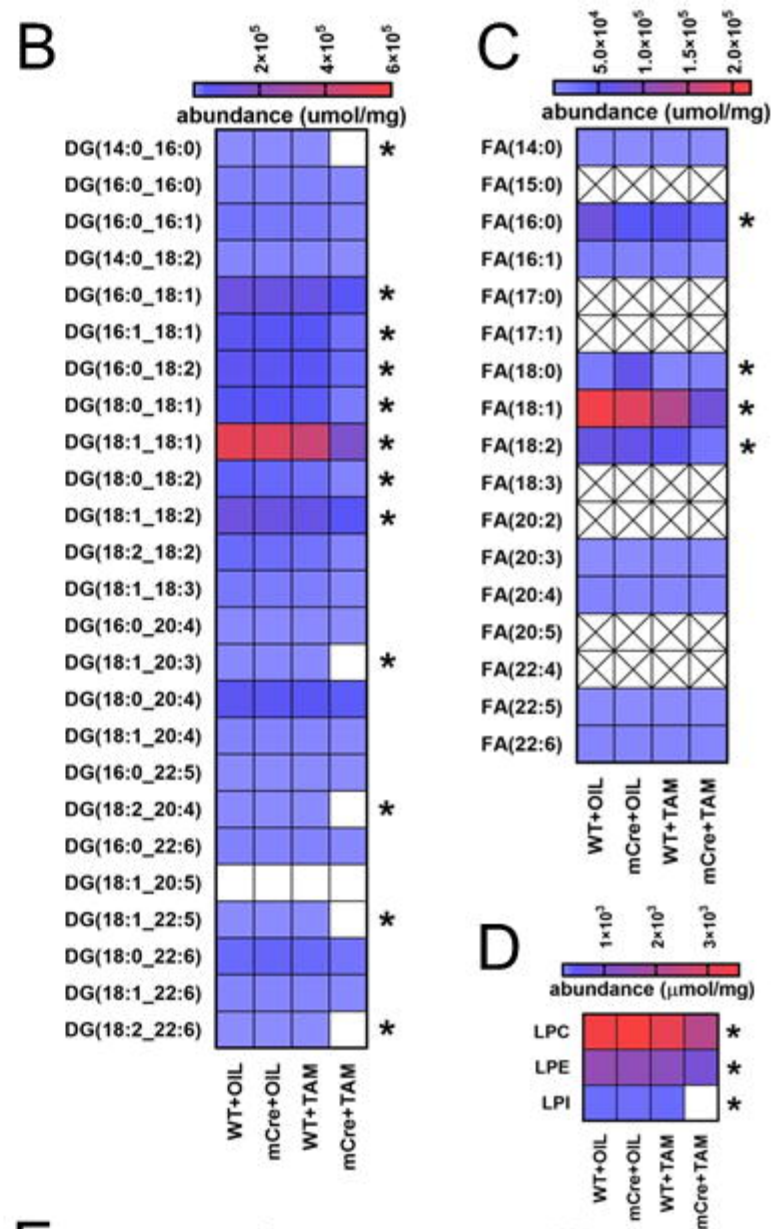 B
2×10⁵ 4×10⁵ 6×10⁵
abundance (umol/mg)
DG(14:0_16:0) *
DG(16:0_16:0)
DG(16:0_16:1)
DG(14:0_18:2)
DG(16:0_18:1) *
DG(16:1_18:1) *
DG(16:0_18:2) *
DG(18:0_18:1) *
DG(18:1_18:1) *
DG(18:0_18:2) *
DG(18:1_18:2) *
DG(18:2_18:2)
DG(18:1_18:3)
DG(16:0_20:4)
DG(18:1_20:3) *
DG(18:0_20:4)
DG(18:1_20:4)
DG(16:0_22:5)
DG(18:2_20:4) *
DG(16:0_22:6)
DG(18:1_20:5)
DG(18:1_22:5) *
DG(18:0_22:6)
DG(18:1_22:6)
DG(18:2_22:6) *
WT+OIL
mCre+OIL
WT+TAM
mCre+TAM
C
5.0×10⁴ 1.0×10⁵ 1.5×10⁵ 2.0×10⁵
abundance (umol/mg)
FA(14:0)
FA(15:0)
FA(16:0) *
FA(16:1)
FA(17:0)
FA(17:1)
FA(18:0) *
FA(18:1) *
FA(18:2) *
FA(18:3)
FA(20:2)
FA(20:3)
FA(20:4)
FA(20:5)
FA(22:4)
FA(22:5)
FA(22:6)
WT+OIL
mCre+OIL
WT+TAM
mCre+TAM
D
1×10³ 2×10³ 3×10³
abundance (μmol/mg)
LPC *
LPE *
LPI *
WT+OIL
mCre+OIL
WT+TAM
mCre+TAM